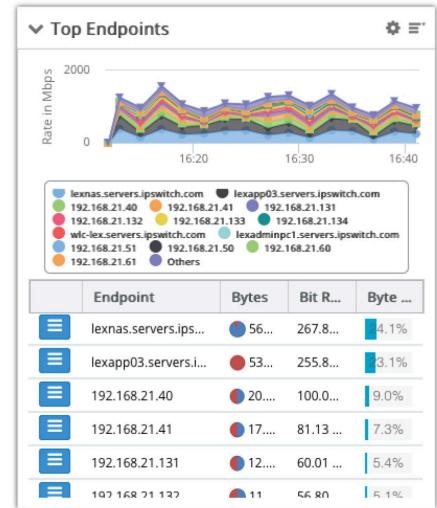 Top Endpoints
Rate in Mbps
2000
0
16:20 16:30 16:40
lexnas.servers.ipswitch.com lexapp03.servers.ipswitch.com
192.168.21.40 192.168.21.41 192.168.21.131
192.168.21.132 192.168.21.133 192.168.21.134
wlc-lex.ipswitch.com lexadminpc1.servers.ipswitch.com
192.168.21.51 192.168.21.50 192.168.21.60
192.168.21.61 Others
Endpoint Bytes Bit R... Byte ...
lexnas.servers.ips... 56... 267.8... 24.1%
lexapp03.servers.i... 53... 255.8... 23.1%
192.168.21.40 20.... 100.0... 9.0%
192.168.21.41 17.... 81.13 ... 7.3%
192.168.21.131 12.... 60.01 ... 5.4%
192.168.21.132 11 56.80 5.1%